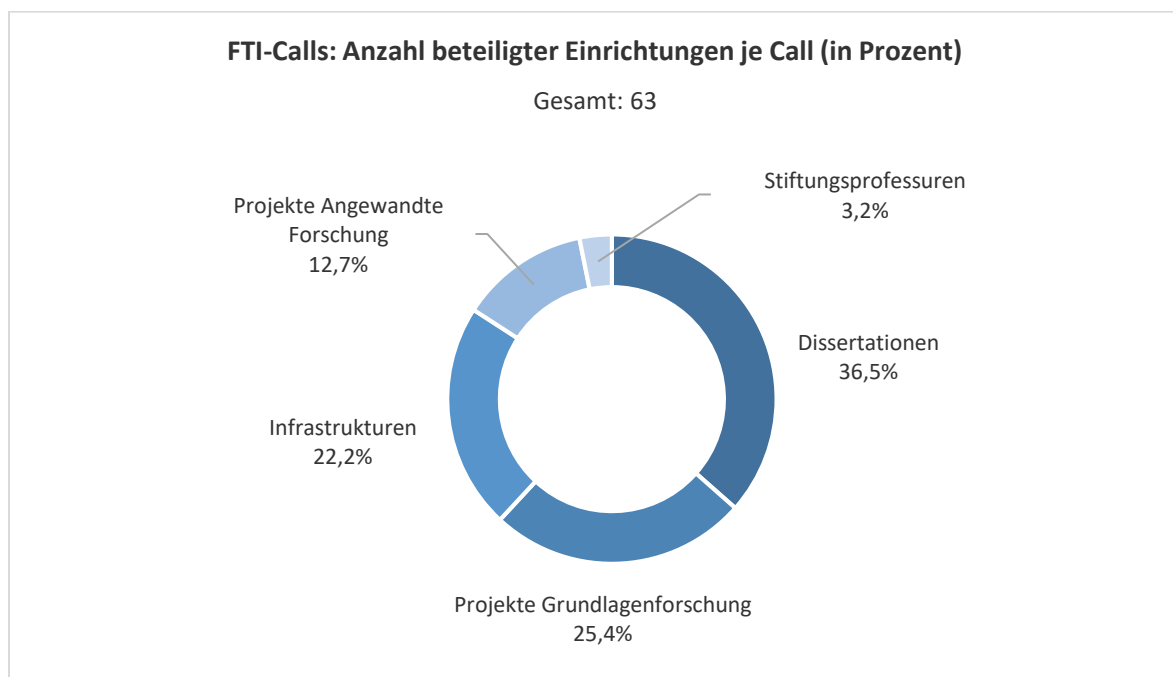 FTI-Calls: Anzahl beteiligter Einrichtungen je Call (in Prozent)
Gesamt: 63
Stiftungsprofessuren
3,2%
Projekte Angewandte
Forschung
12,7%
Dissertationen
36,5%
Infrastrukturen
22,2%
Projekte Grundlagenforschung
25,4%